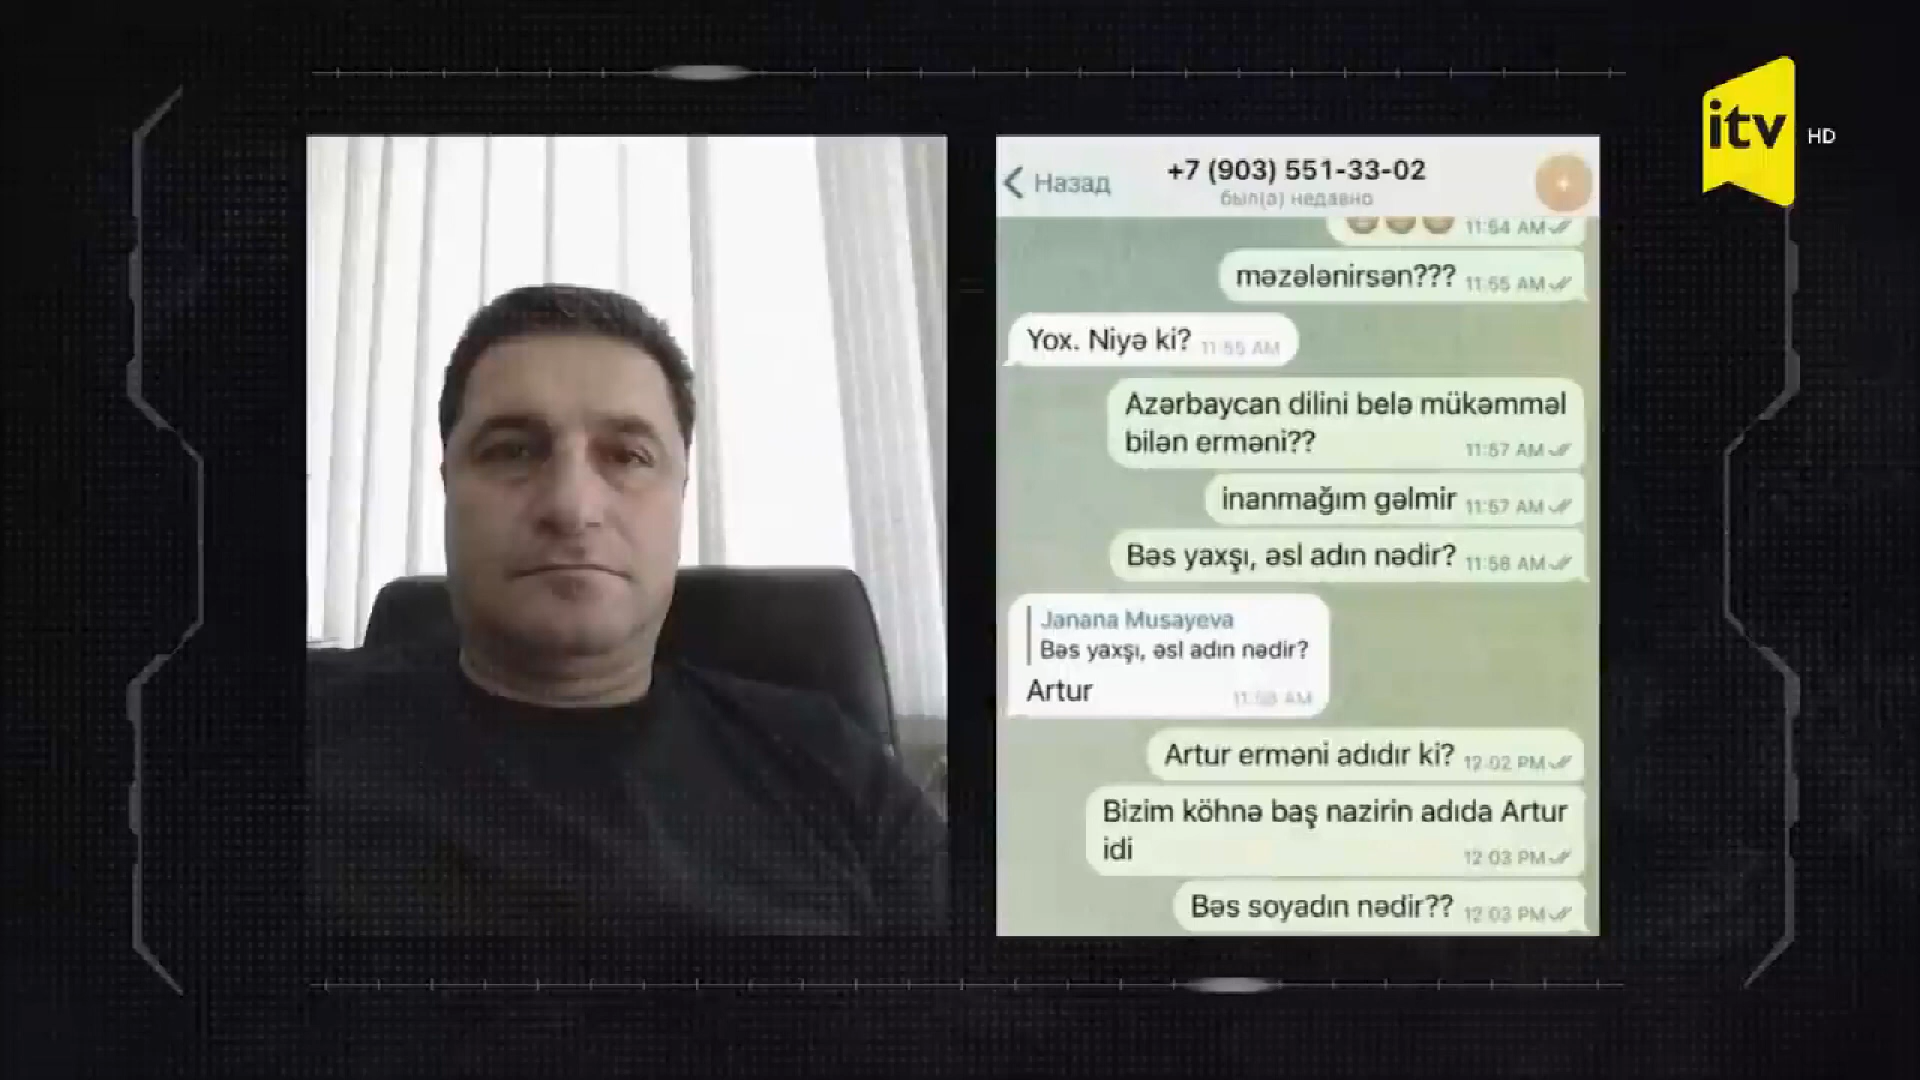 itv HD
Назад
+7 (903) 551-33-02
был(а) недавно
11:54 AM
məzələnirsən??? 11:55 AM
Yox. Niyə ki? 11:55 AM
Azərbaycan dilini belə mükəmməl
bilən erməni?? 11:57 AM
inanmağım gəlmir 11:57 AM
Bəs yaxşı, əsl adın nədir? 11:58 AM
Janana Musayeva
Bəs yaxşı, əsl adın nədir?
Artur 11:58 AM
Artur erməni adıdır ki? 12:02 PM
Bizim köhnə baş nazirin adıda Artur
idi 12:03 PM
Bəs soyadın nədir?? 12:03 PM